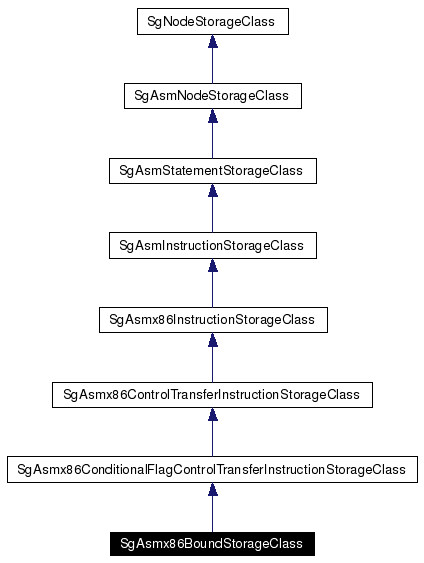 SgNodeStorageClass
SgAsmNodeStorageClass
SgAsmStatementStorageClass
SgAsmInstructionStorageClass
SgAsmx86InstructionStorageClass
SgAsmx86ControlTransferInstructionStorageClass
SgAsmx86ConditionalFlagControlTransferInstructionStorageClass
SgAsmx86BoundStorageClass